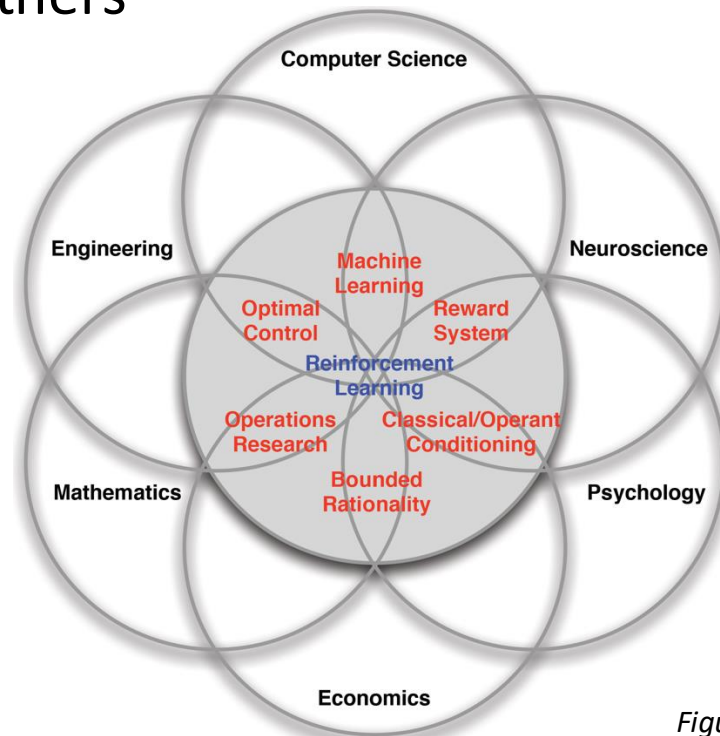 thers
Computer Science
Engineering
Neuroscience
Machine
Learning
Optimal
Control
Reward
System
Reinforcement
Learning
Operations
Research
Classical/Operant
Conditioning
Bounded
Rationality
Mathematics
Psychology
Economics
Figu